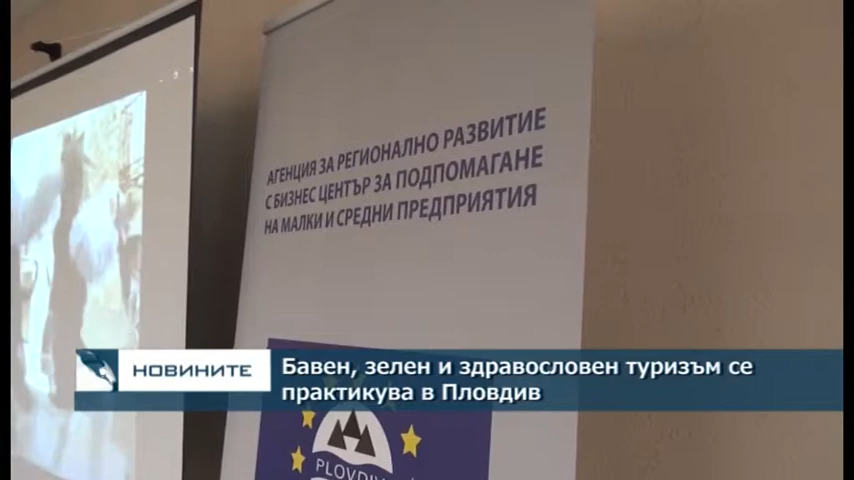 АГЕНЦИЯ ЗА РЕГИОНАЛНО РАЗВИТИЕ
С БИЗНЕС ЦЕНТЪР ЗА ПОДПОМАГАНЕ
НА МАЛКИ И СРЕДНИ ПРЕДПРИЯТИЯ
НОВИНИТЕ
Бавен, зелен и здравословен туризъм се
практикува в Пловдив
PLOVDIV